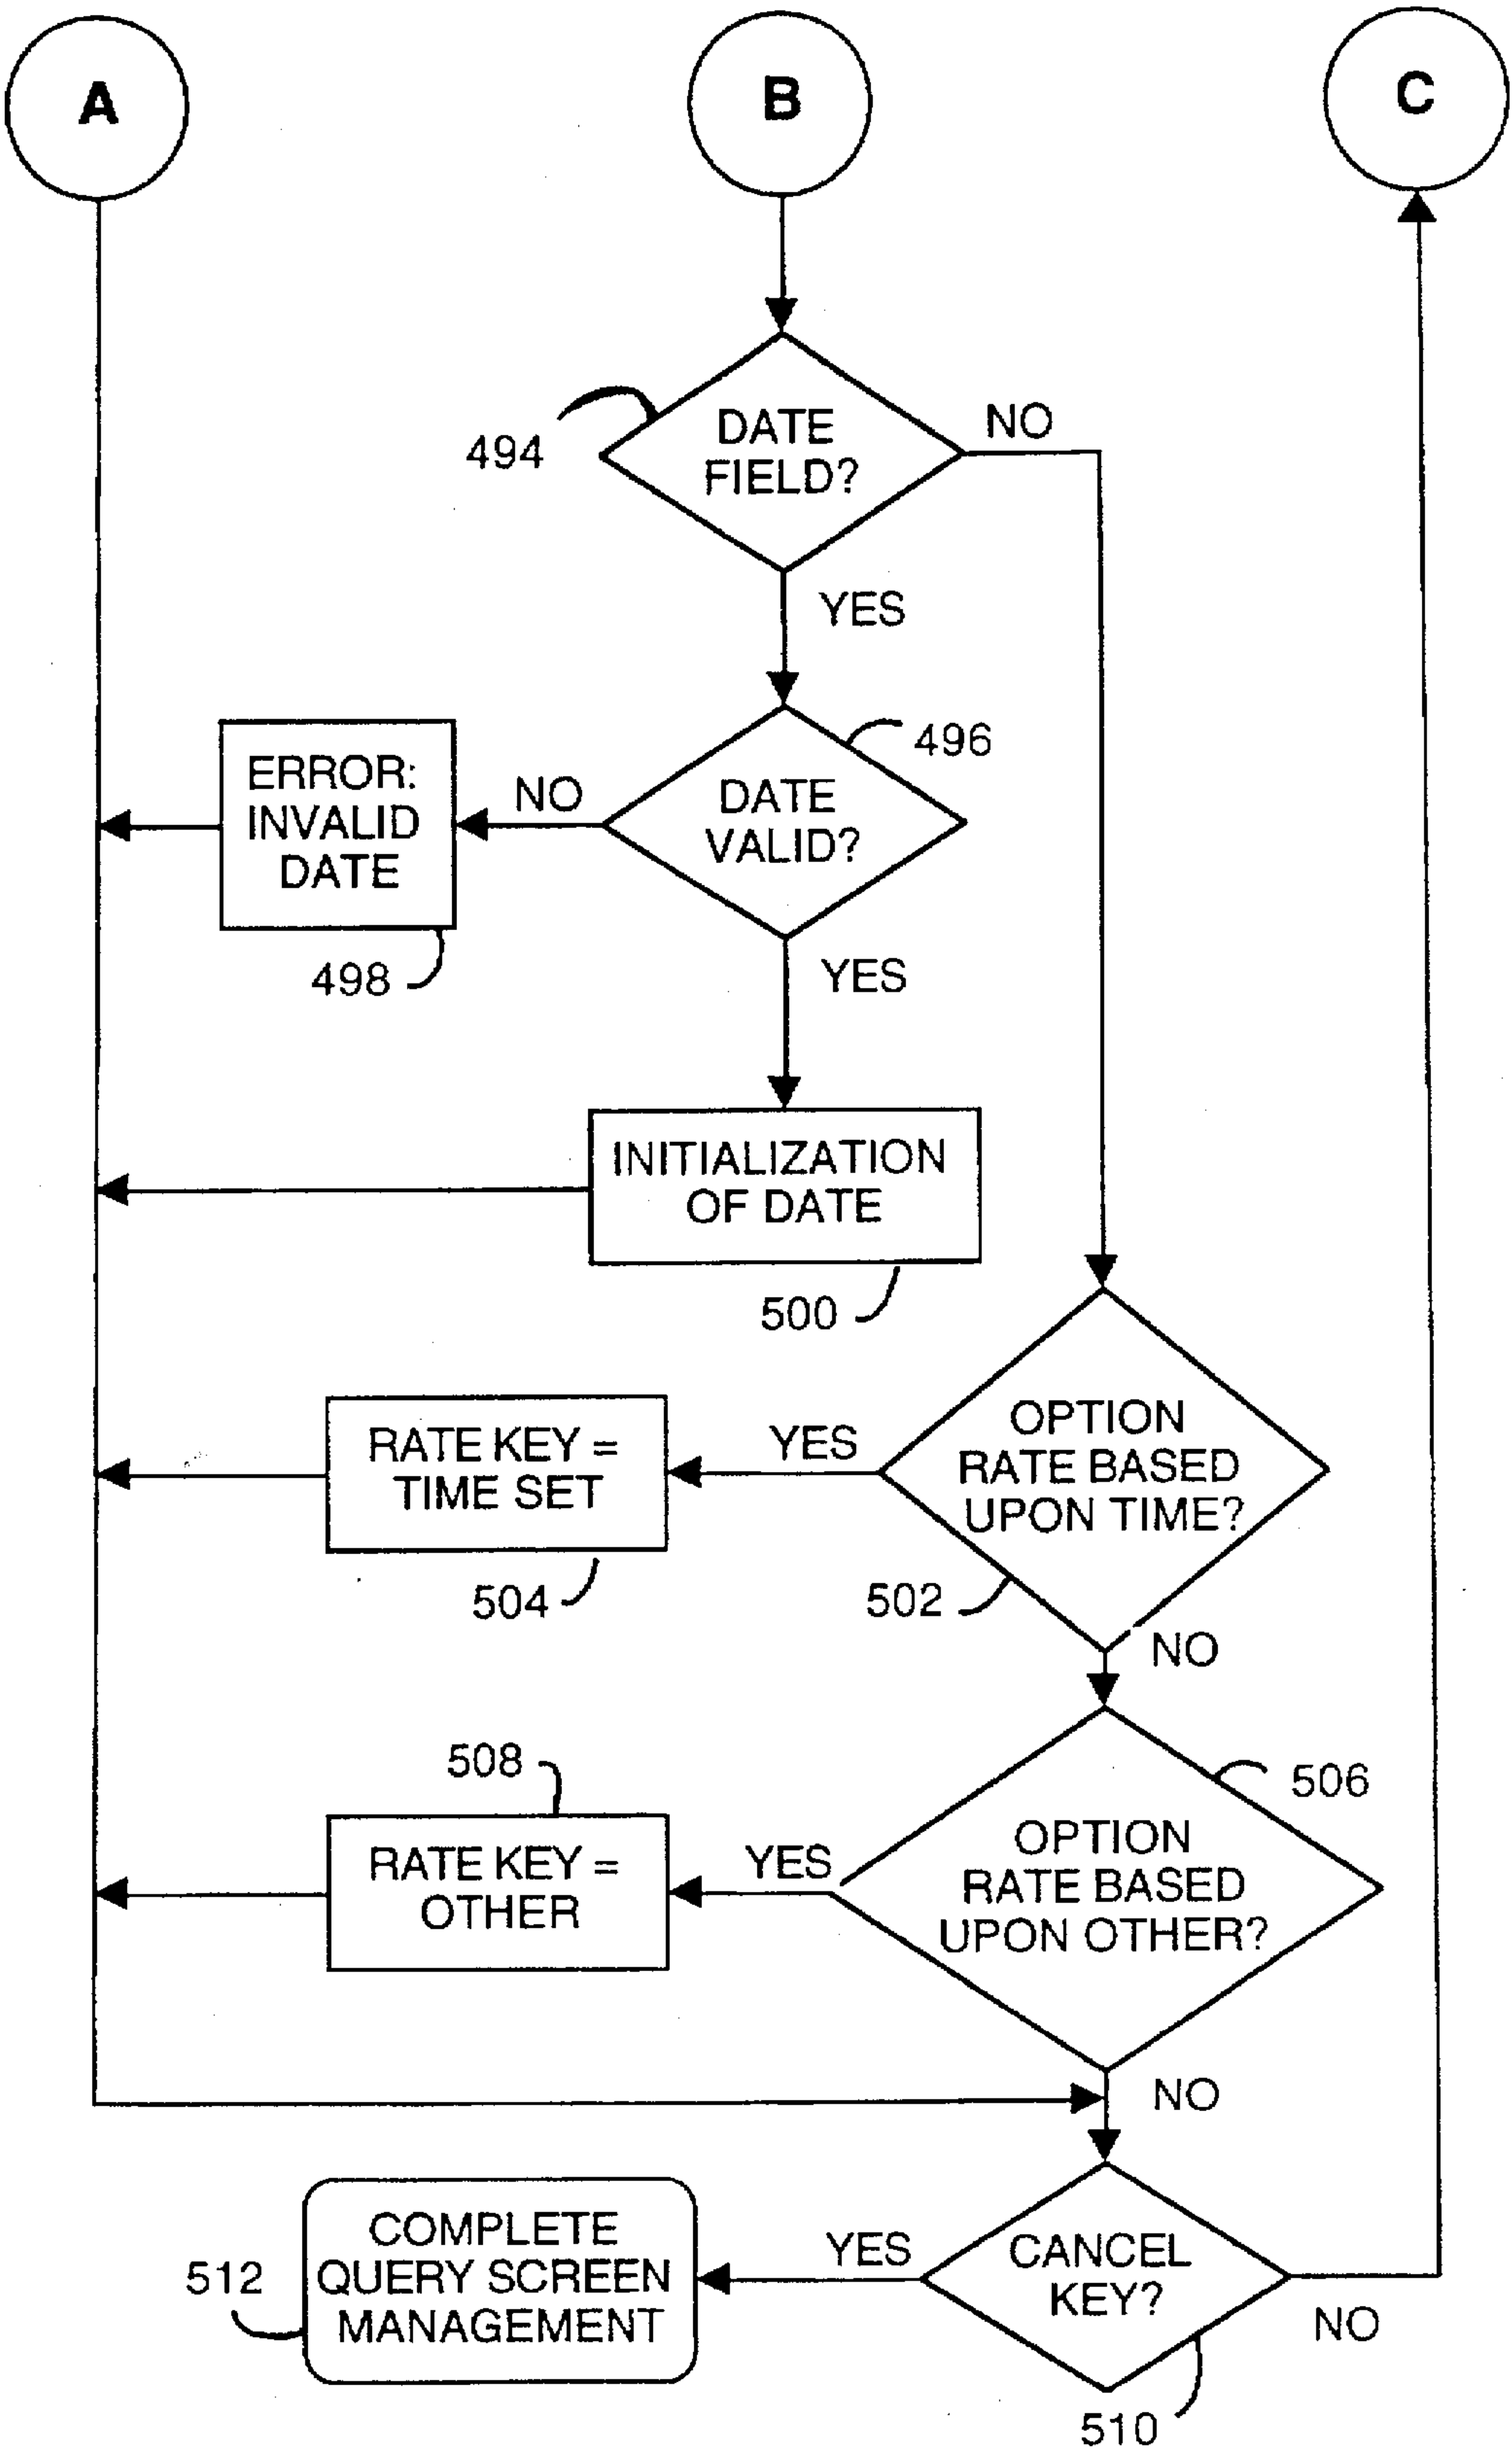 A
B
C
DATE
FIELD?
494
NO
YES
496
ERROR:
INVALID
DATE
NO
DATE
VALID?
498
YES
INITIALIZATION
OF DATE
500
RATE KEY =
TIME SET
YES
OPTION
RATE BASED
UPON TIME?
504
502
NO
508
506
RATE KEY =
OTHER
YES
OPTION
RATE BASED
UPON OTHER?
NO
COMPLETE
QUERY SCREEN
MANAGEMENT
512
YES
CANCEL
KEY?
NO
510